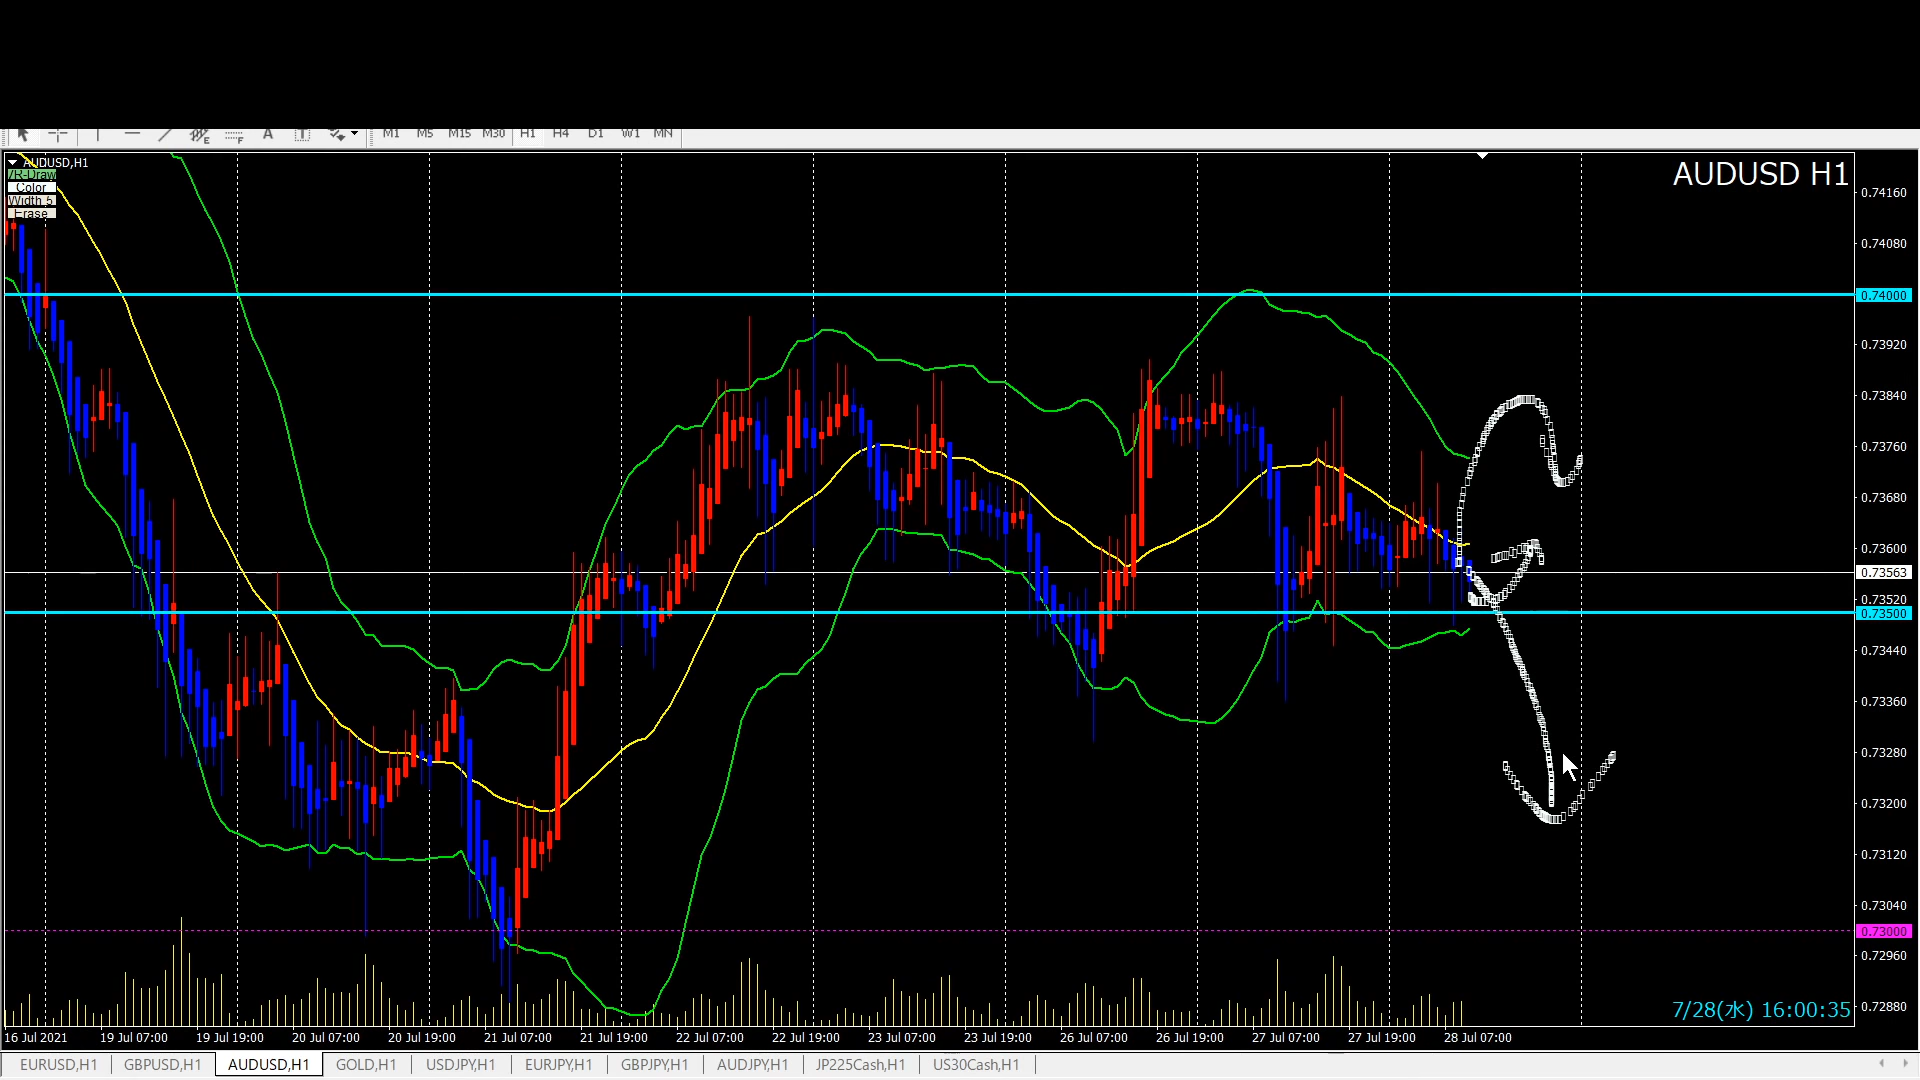 A T
M1 M5 M15 M30 H1 H4 D1 W1 MN
AUDUSD,H1
Color
Width 5
Erase
AUDUSD H1
0.74160
0.74080
0.74000
0.73920
0.73840
0.73760
0.73680
0.73600
0.73563
0.73520
0.73500
0.73440
0.73360
0.73280
0.73200
0.73120
0.73040
0.73000
0.72960
0.72880
7/28(水) 16:00:35
16 Jul 2021 19 Jul 07:00 19 Jul 19:00 20 Jul 07:00 20 Jul 19:00 21 Jul 07:00 21 Jul 19:00 22 Jul 07:00 22 Jul 19:00 23 Jul 07:00 23 Jul 19:00 26 Jul 07:00 26 Jul 19:00 27 Jul 07:00 27 Jul 19:00 28 Jul 07:00
EURUSD,H1 GBPUSD,H1 AUDUSD,H1 GOLD,H1 USDJPY,H1 EURJPY,H1 GBPJPY,H1 AUDJPY,H1 JP225Cash,H1 US30Cash,H1